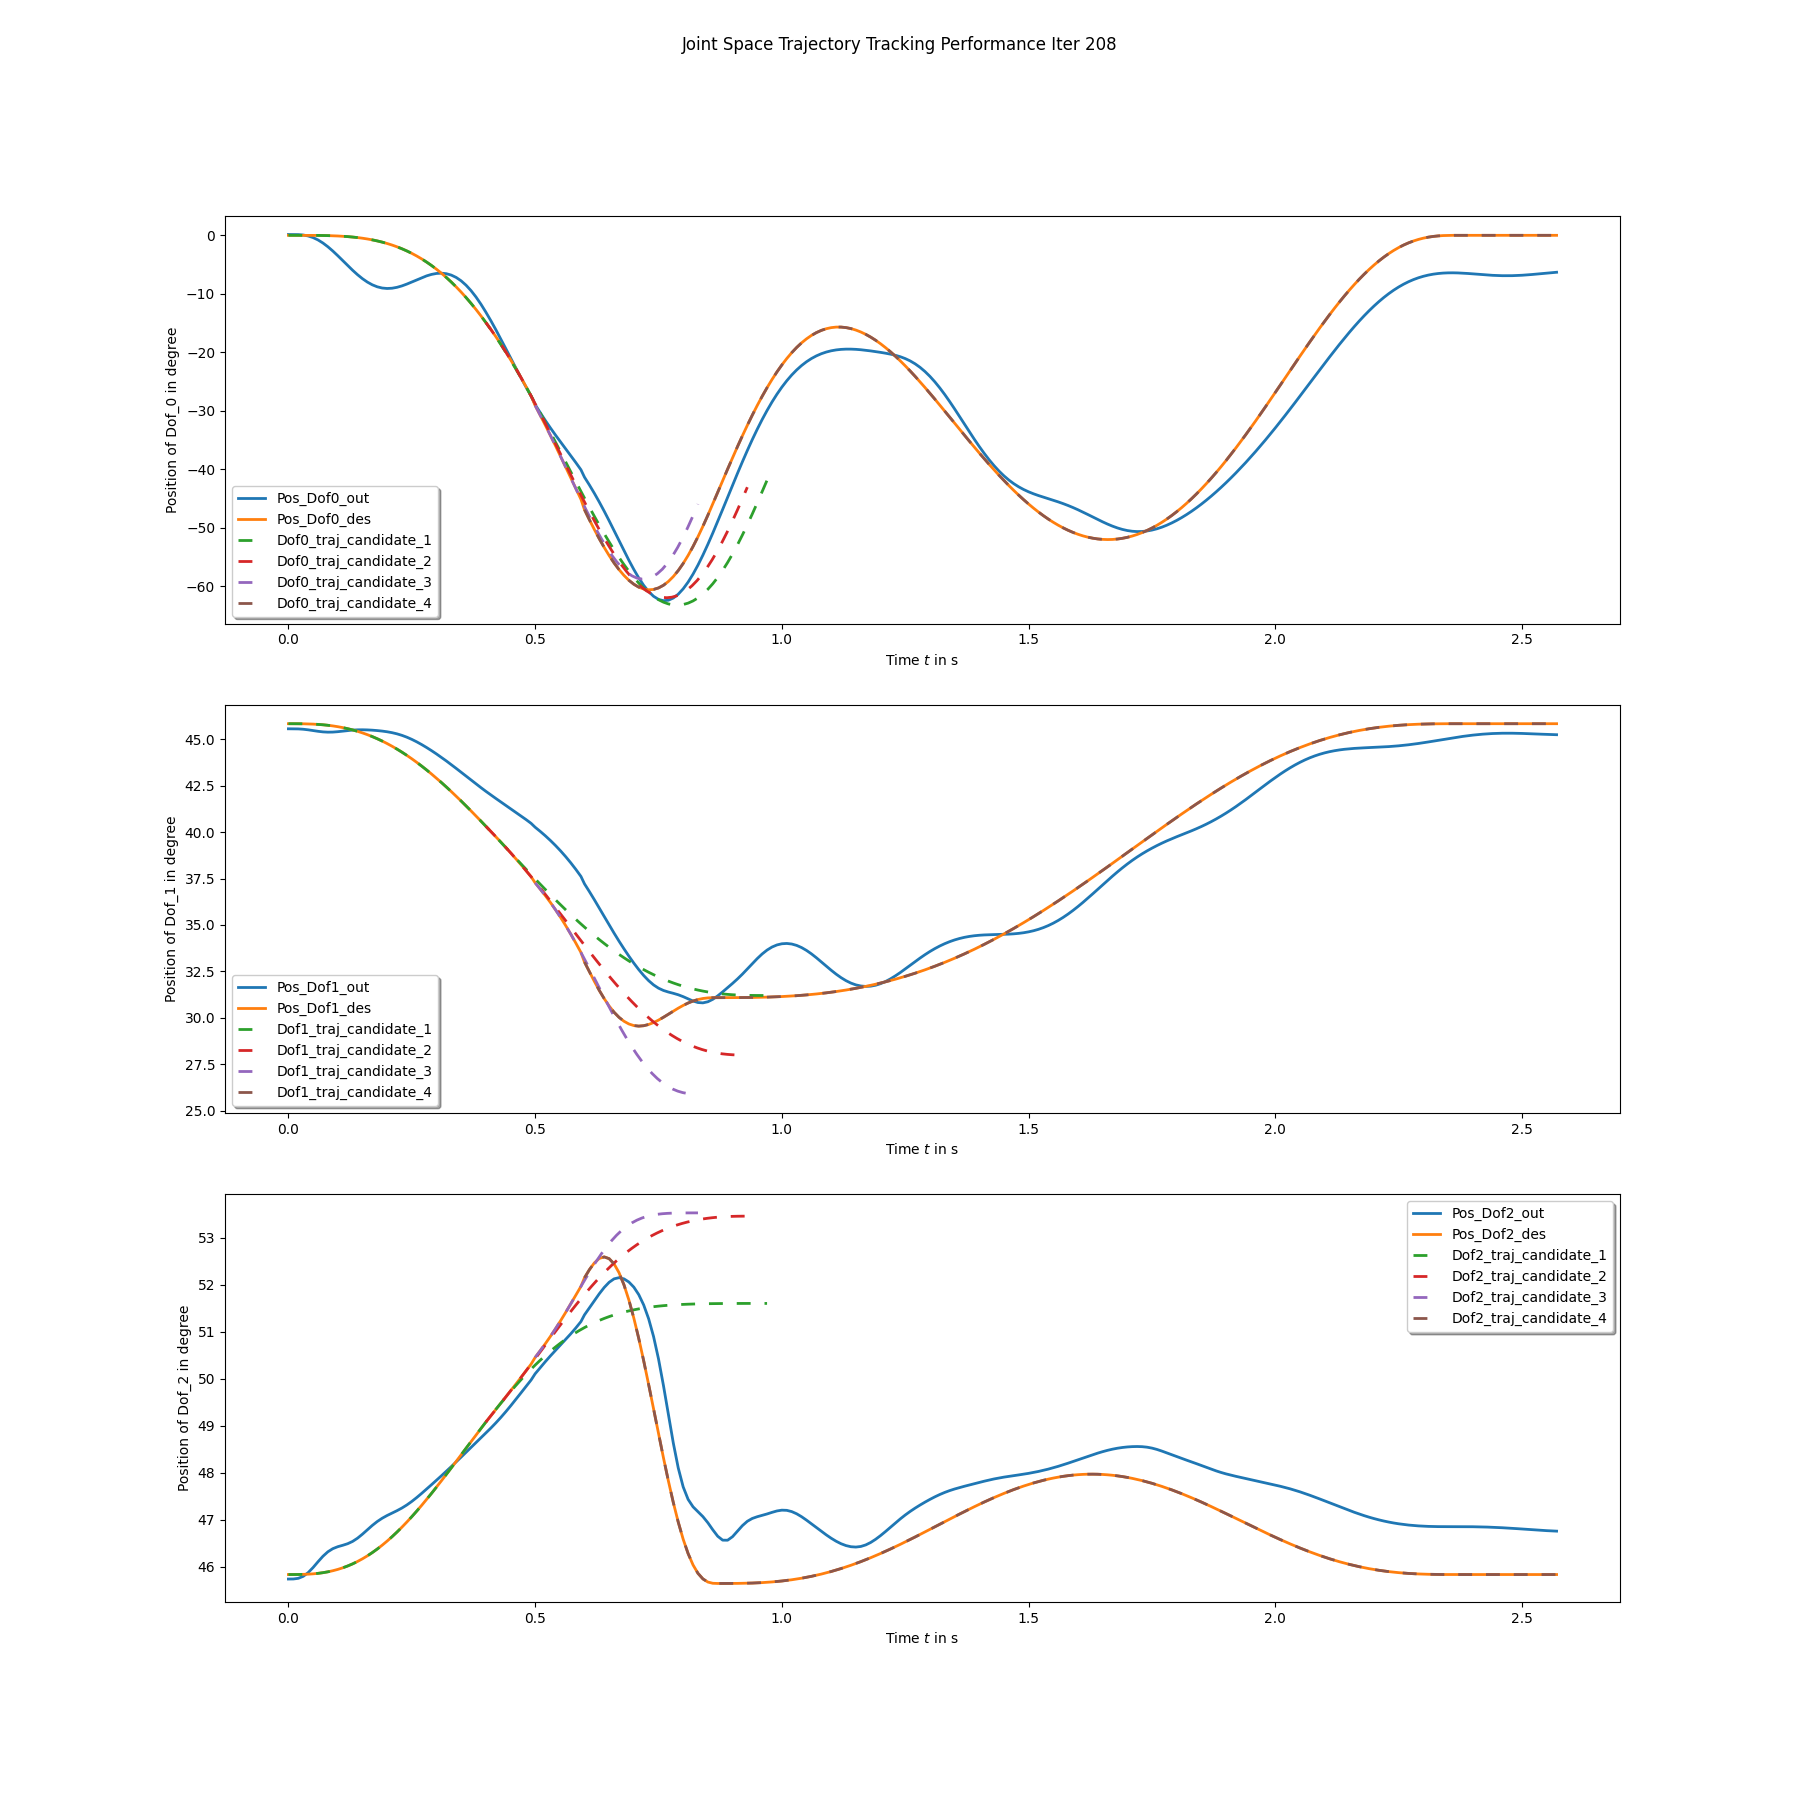 Joint Space Trajectory Tracking Performance Iter 208
Position of Dof_0 in degree
0
−10
−20
−30
−40
−50
−60
Pos_Dof0_out
Pos_Dof0_des
Dof0_traj_candidate_1
Dof0_traj_candidate_2
Dof0_traj_candidate_3
Dof0_traj_candidate_4
0.0 0.5 1.0 1.5 2.0 2.5
Time t in s
Position of Dof_1 in degree
45.0
42.5
40.0
37.5
35.0
32.5
30.0
27.5
25.0
Pos_Dof1_out
Pos_Dof1_des
Dof1_traj_candidate_1
Dof1_traj_candidate_2
Dof1_traj_candidate_3
Dof1_traj_candidate_4
0.0 0.5 1.0 1.5 2.0 2.5
Time t in s
Position of Dof_2 in degree
53
52
51
50
49
48
47
46
Pos_Dof2_out
Pos_Dof2_des
Dof2_traj_candidate_1
Dof2_traj_candidate_2
Dof2_traj_candidate_3
Dof2_traj_candidate_4
0.0 0.5 1.0 1.5 2.0 2.5
Time t in s